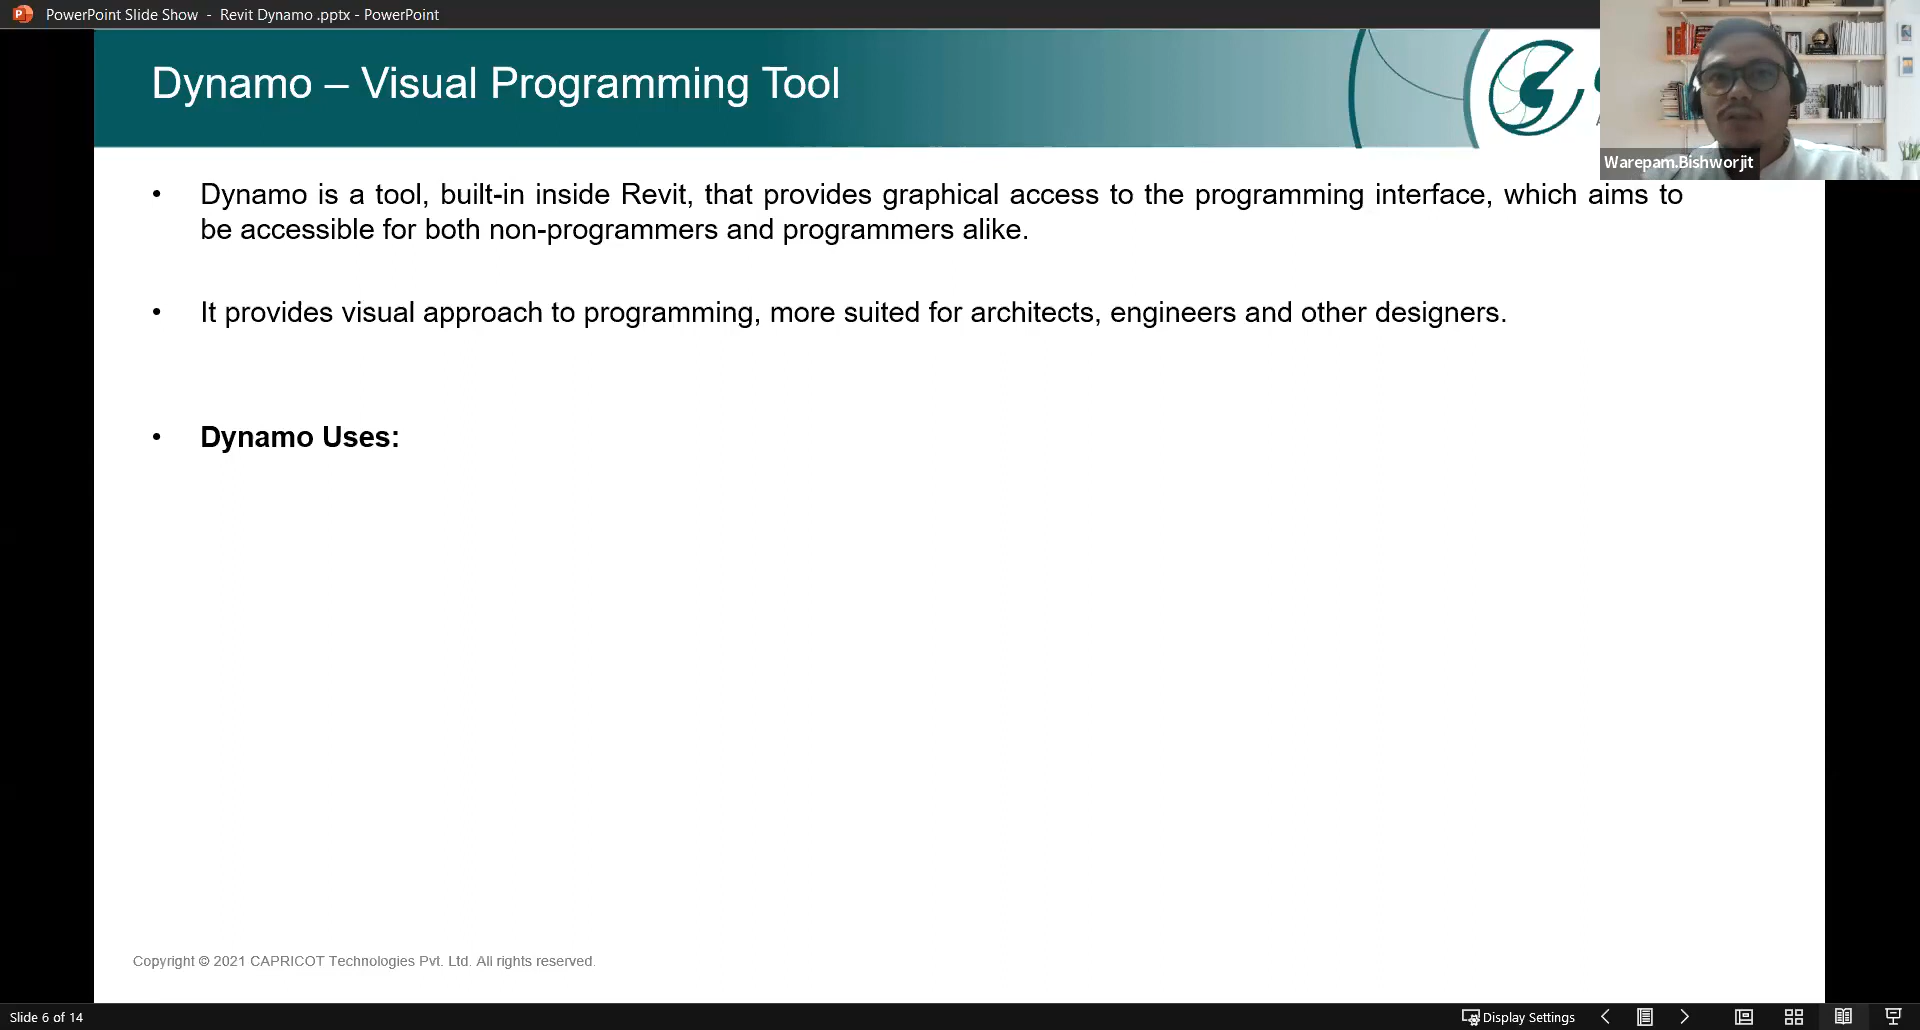 PowerPoint Slide Show - Revit Dynamo .pptx - PowerPoint
Dynamo – Visual Programming Tool
Warepam.Bishworjit
• Dynamo is a tool, built-in inside Revit, that provides graphical access to the programming interface, which aims to
be accessible for both non-programmers and programmers alike.
• It provides visual approach to programming, more suited for architects, engineers and other designers.
• Dynamo Uses:
Copyright © 2021 CAPRICOT Technologies Pvt. Ltd. All rights reserved.
Slide 6 of 14
Display Settings